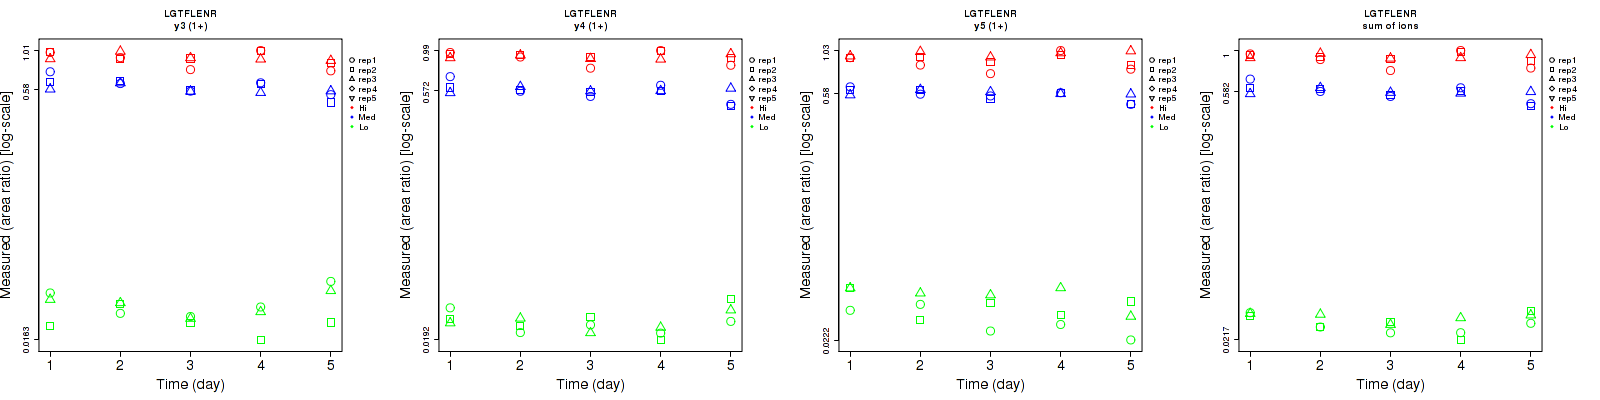 LGTFLENR
y3 (1+)
Measured (area ratio) [log-scale]
1.01
0.58
0.0163
1 2 3 4 5
Time (day)
rep1
rep2
rep3
rep4
rep5
Hi
Med
Lo
LGTFLENR
y4 (1+)
Measured (area ratio) [log-scale]
0.99
0.572
0.0192
1 2 3 4 5
Time (day)
rep1
rep2
rep3
rep4
rep5
Hi
Med
Lo
LGTFLENR
y5 (1+)
Measured (area ratio) [log-scale]
1.03
0.58
0.0222
1 2 3 4 5
Time (day)
rep1
rep2
rep3
rep4
rep5
Hi
Med
Lo
LGTFLENR
sum of ions
Measured (area ratio) [log-scale]
1
0.582
0.0217
1 2 3 4 5
Time (day)
rep1
rep2
rep3
rep4
rep5
Hi
Med
Lo